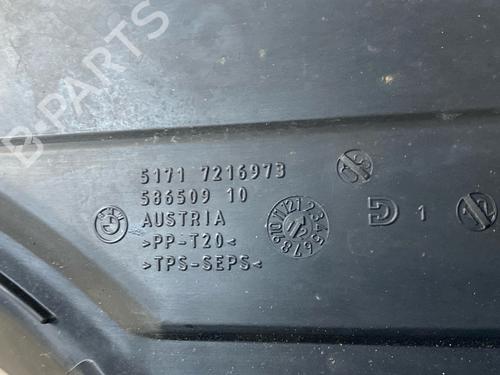 B-PARTS
5171 7216973
586509 10
AUSTRIA
>PP-T20<
>TPS-SEPS<
D 1